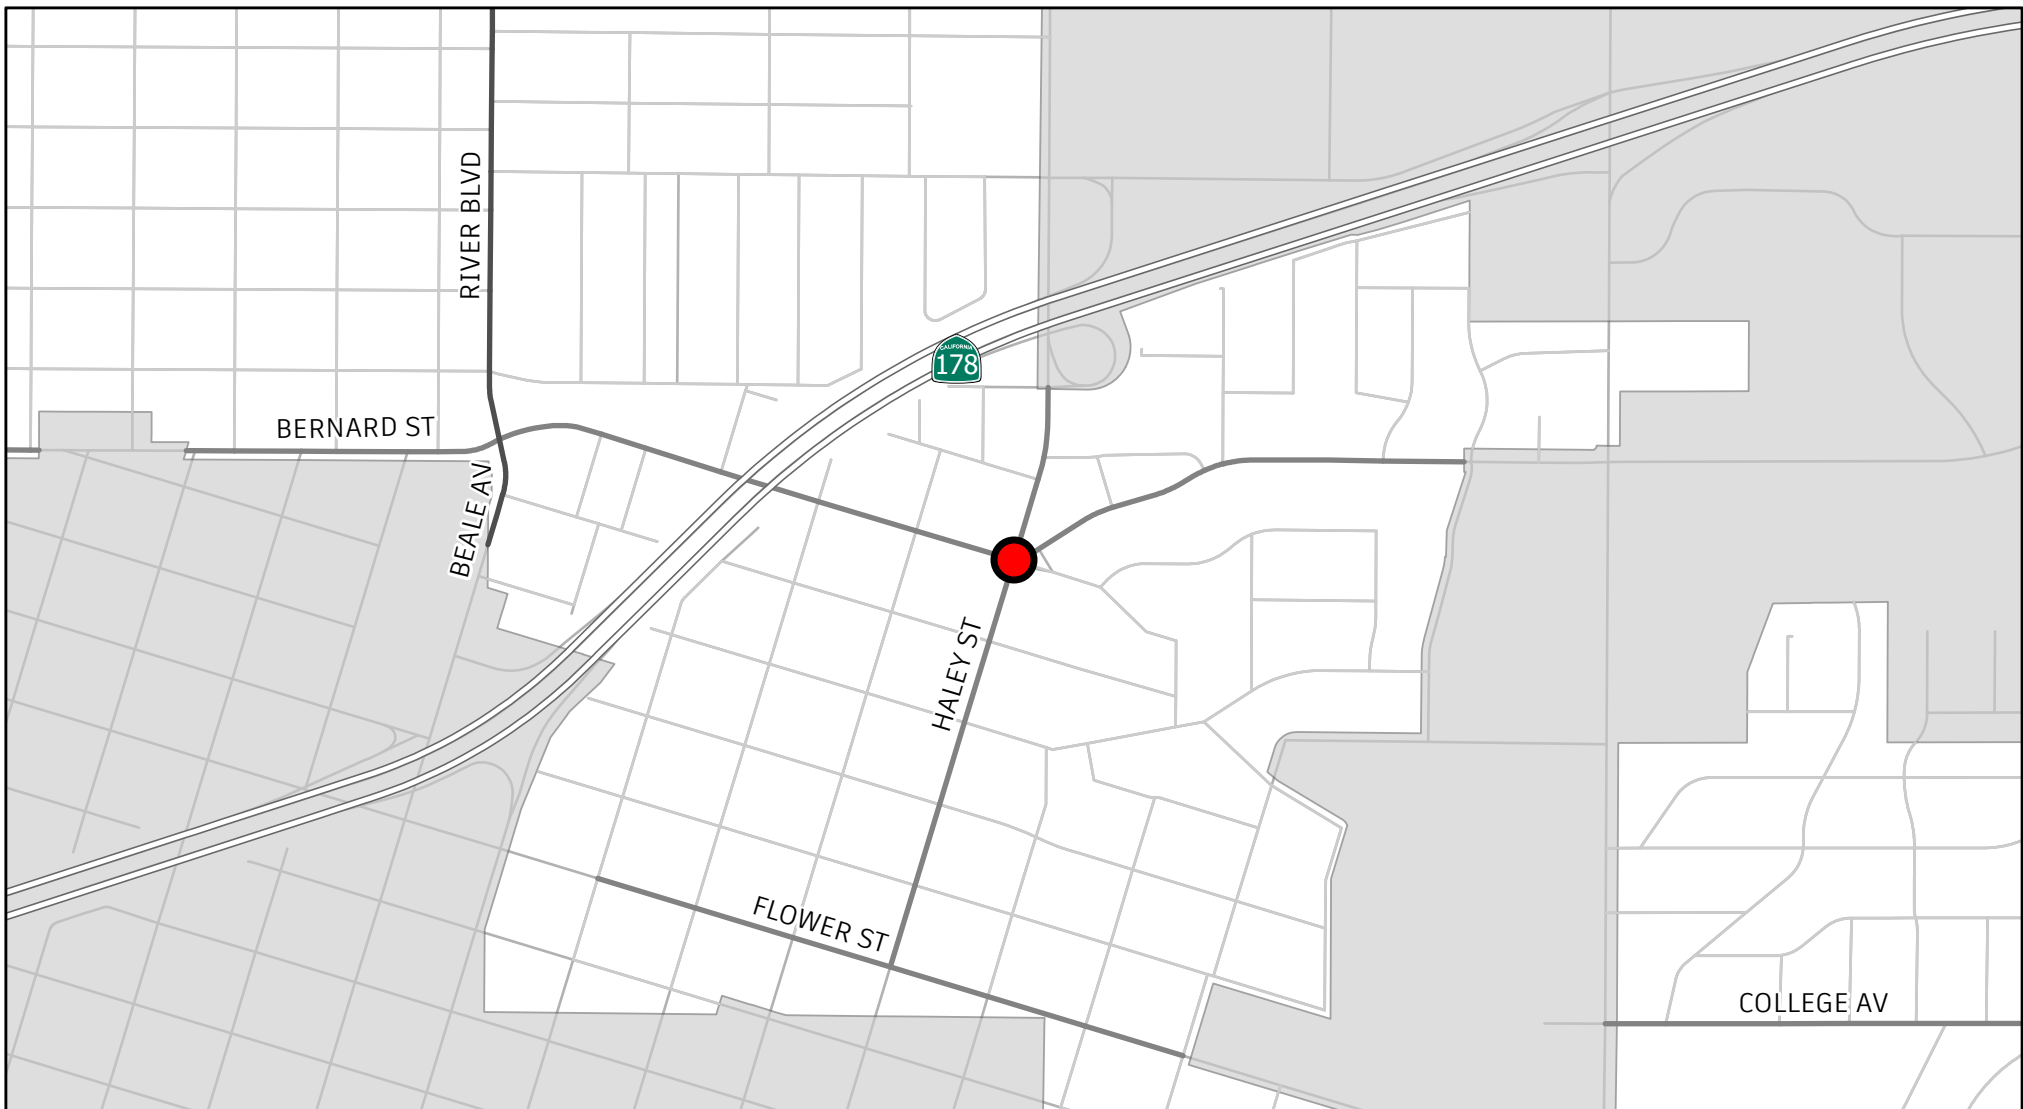 RIVER BLVD
CALIFORNIA
178
BERNARD ST
BEALE AV
HALEY ST
FLOWER ST
COLLEGE AV